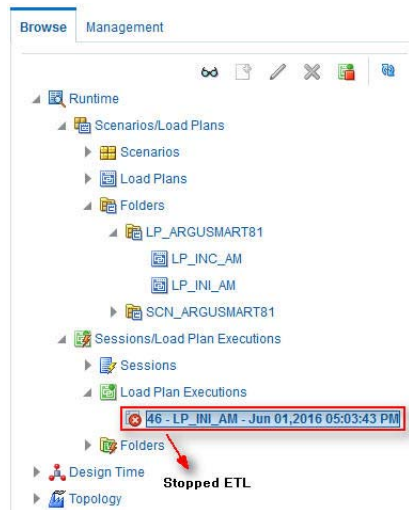 Browse Management
Runtime
Scenarios/Load Plans
Scenarios
Load Plans
Folders
LP_ARGUSMART81
LP_INC_AM
LP_INI_AM
SCN_ARGUSMART81
Sessions/Load Plan Executions
Sessions
Load Plan Executions
46 - LP_INI_AM - Jun 01,2016 05:03:43 PM
Folders
Design Time
Stopped ETL
Topology